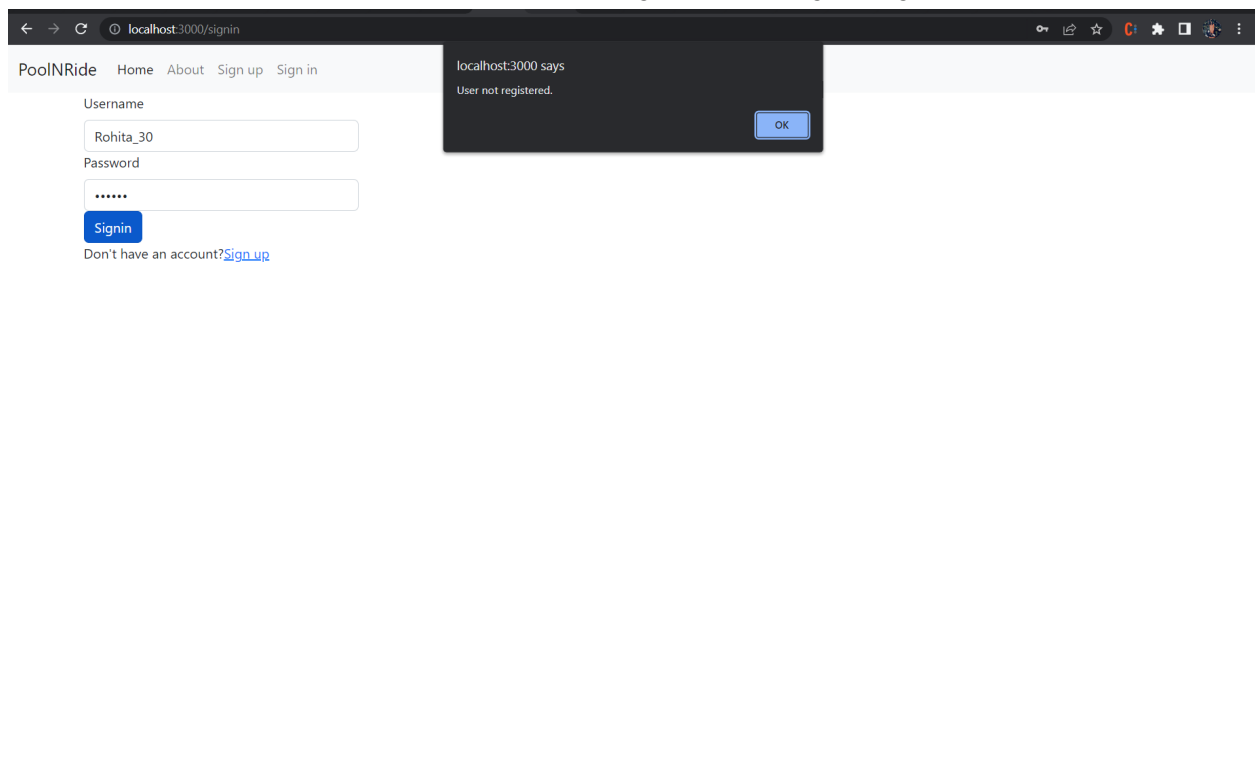 localhost:3000/signin
PoolNRide Home About Sign up Sign in
localhost:3000 says
User not registered.
OK
Username
Rohita_30
Password
••••••
Signin
Don't have an account?Sign up